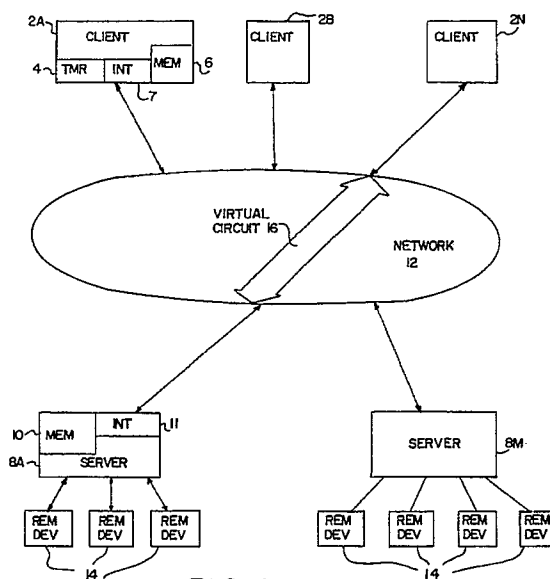 2A
CLIENT
4
TMR
INT
MEM
6
7
2B
CLIENT
2N
CLIENT
VIRTUAL
CIRCUIT 16
NETWORK
12
10
MEM
INT
11
8A
SERVER
SERVER
8M
REM
DEV
REM
DEV
REM
DEV
REM
DEV
REM
DEV
REM
DEV
REM
DEV
14
14